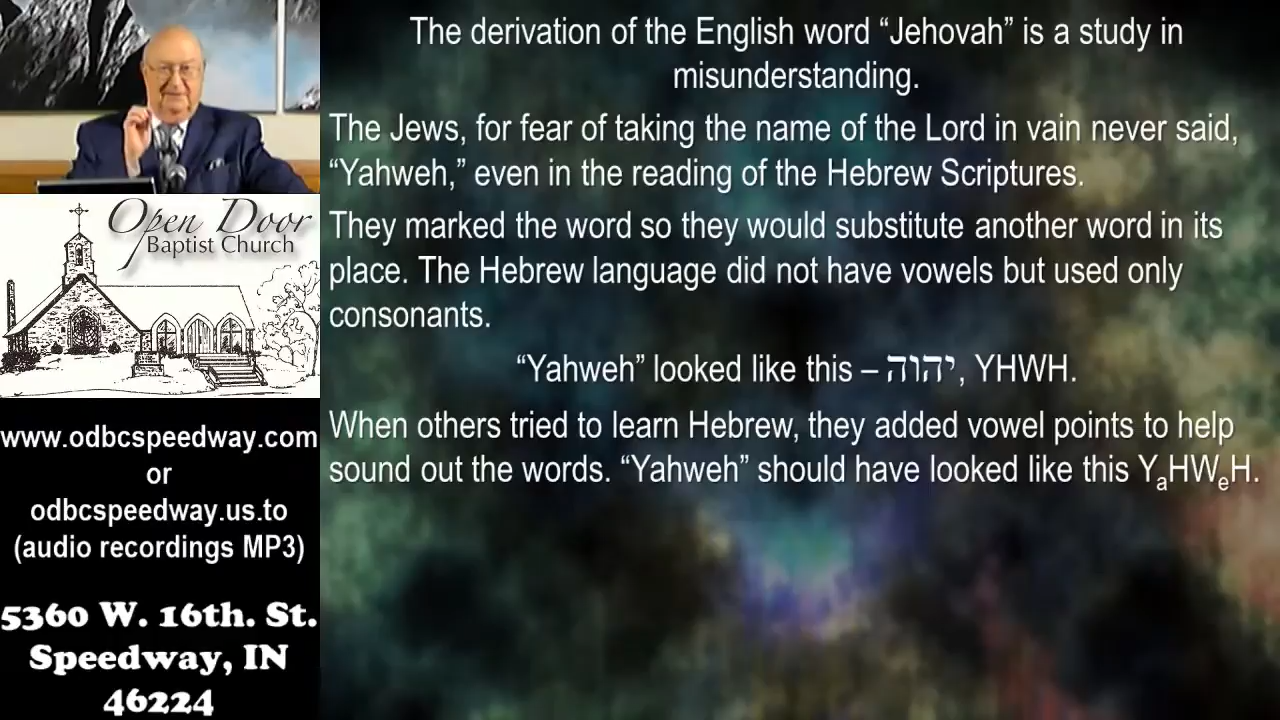 The derivation of the English word “Jehovah” is a study in
misunderstanding.
The Jews, for fear of taking the name of the Lord in vain never said,
“Yahweh,” even in the reading of the Hebrew Scriptures.
They marked the word so they would substitute another word in its
place. The Hebrew language did not have vowels but used only
consonants.
“Yahweh” looked like this – יהוה, YHWH.
When others tried to learn Hebrew, they added vowel points to help
sound out the words. “Yahweh” should have looked like this YaHWeH.
Open Door
Baptist Church
www.odbcspeedway.com
or
odbcspeedway.us.to
(audio recordings MP3)
5360 W. 16th. St.
Speedway, IN
46224